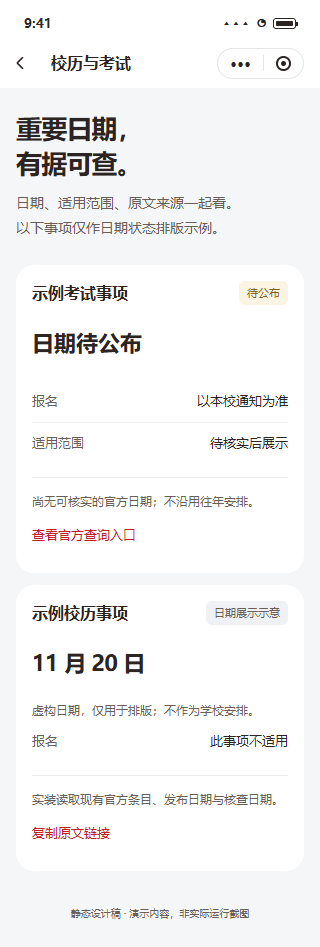 9:41
校历与考试
重要日期，
有据可查。
日期、适用范围、原文来源一起看。
以下事项仅作日期状态排版示例。
示例考试事项
待公布
日期待公布
报名
以本校通知为准
适用范围
待核实后展示
尚无可核实的官方日期；不沿用往年安排。
查看官方查询入口
示例校历事项
日期展示示意
11 月 20 日
虚构日期，仅用于排版；不作为学校安排。
报名
此事项不适用
实装读取现有官方条目、发布日期与核查日期。
复制原文链接
静态设计稿 · 演示内容，非实际运行截图